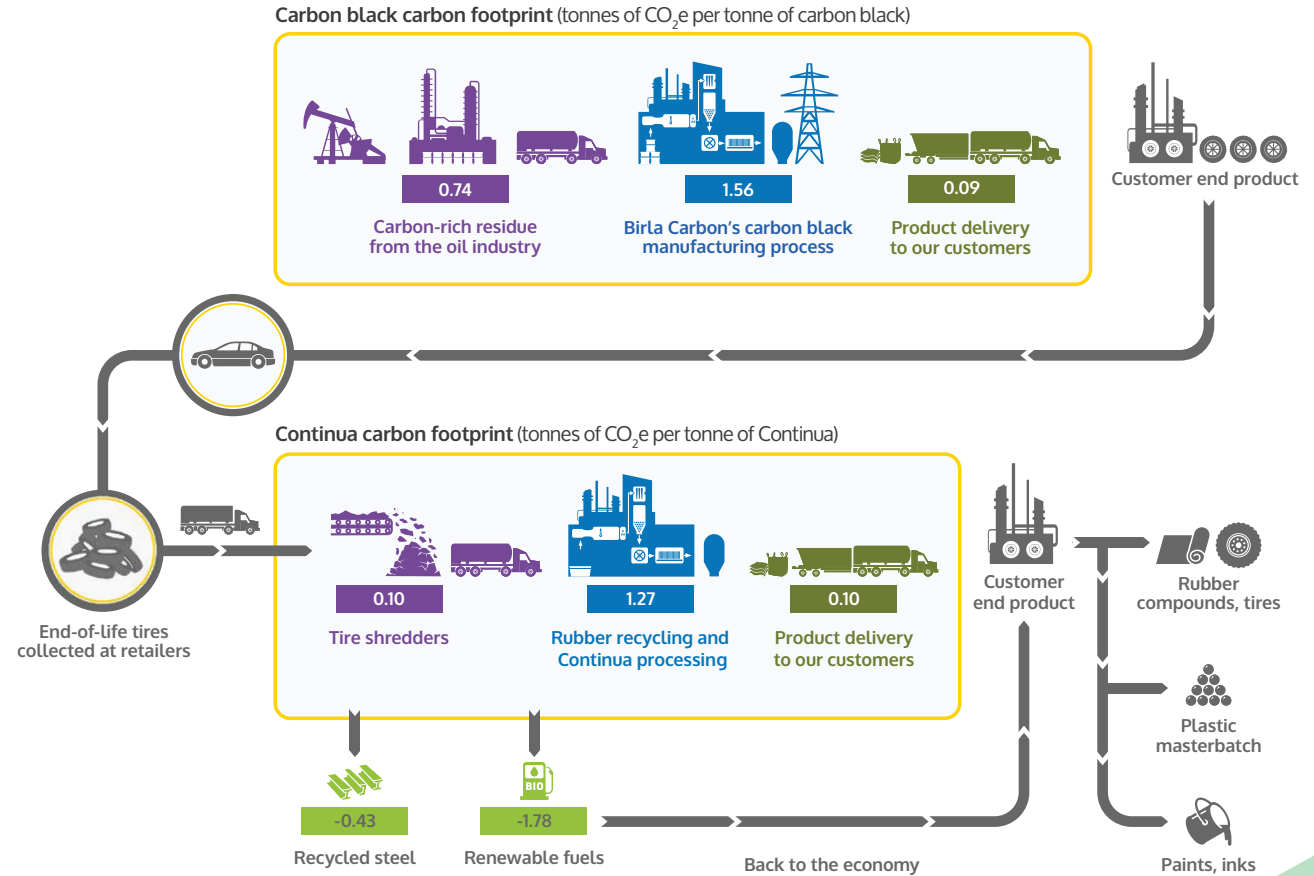 Carbon black carbon footprint (tonnes of CO2e per tonne of carbon black)
0.74
Carbon-rich residue
from the oil industry
1.56
Birla Carbon's carbon black
manufacturing process
0.09
Product delivery
to our customers
Customer end product
Continua carbon footprint (tonnes of CO2e per tonne of Continua)
End-of-life tires
collected at retailers
0.10
Tire shredders
1.27
Rubber recycling and
Continua processing
0.10
Product delivery
to our customers
Customer
end product
Rubber
compounds, tires
Plastic
masterbatch
Paints, inks
-0.43
Recycled steel
BIO
-1.78
Renewable fuels
Back to the economy